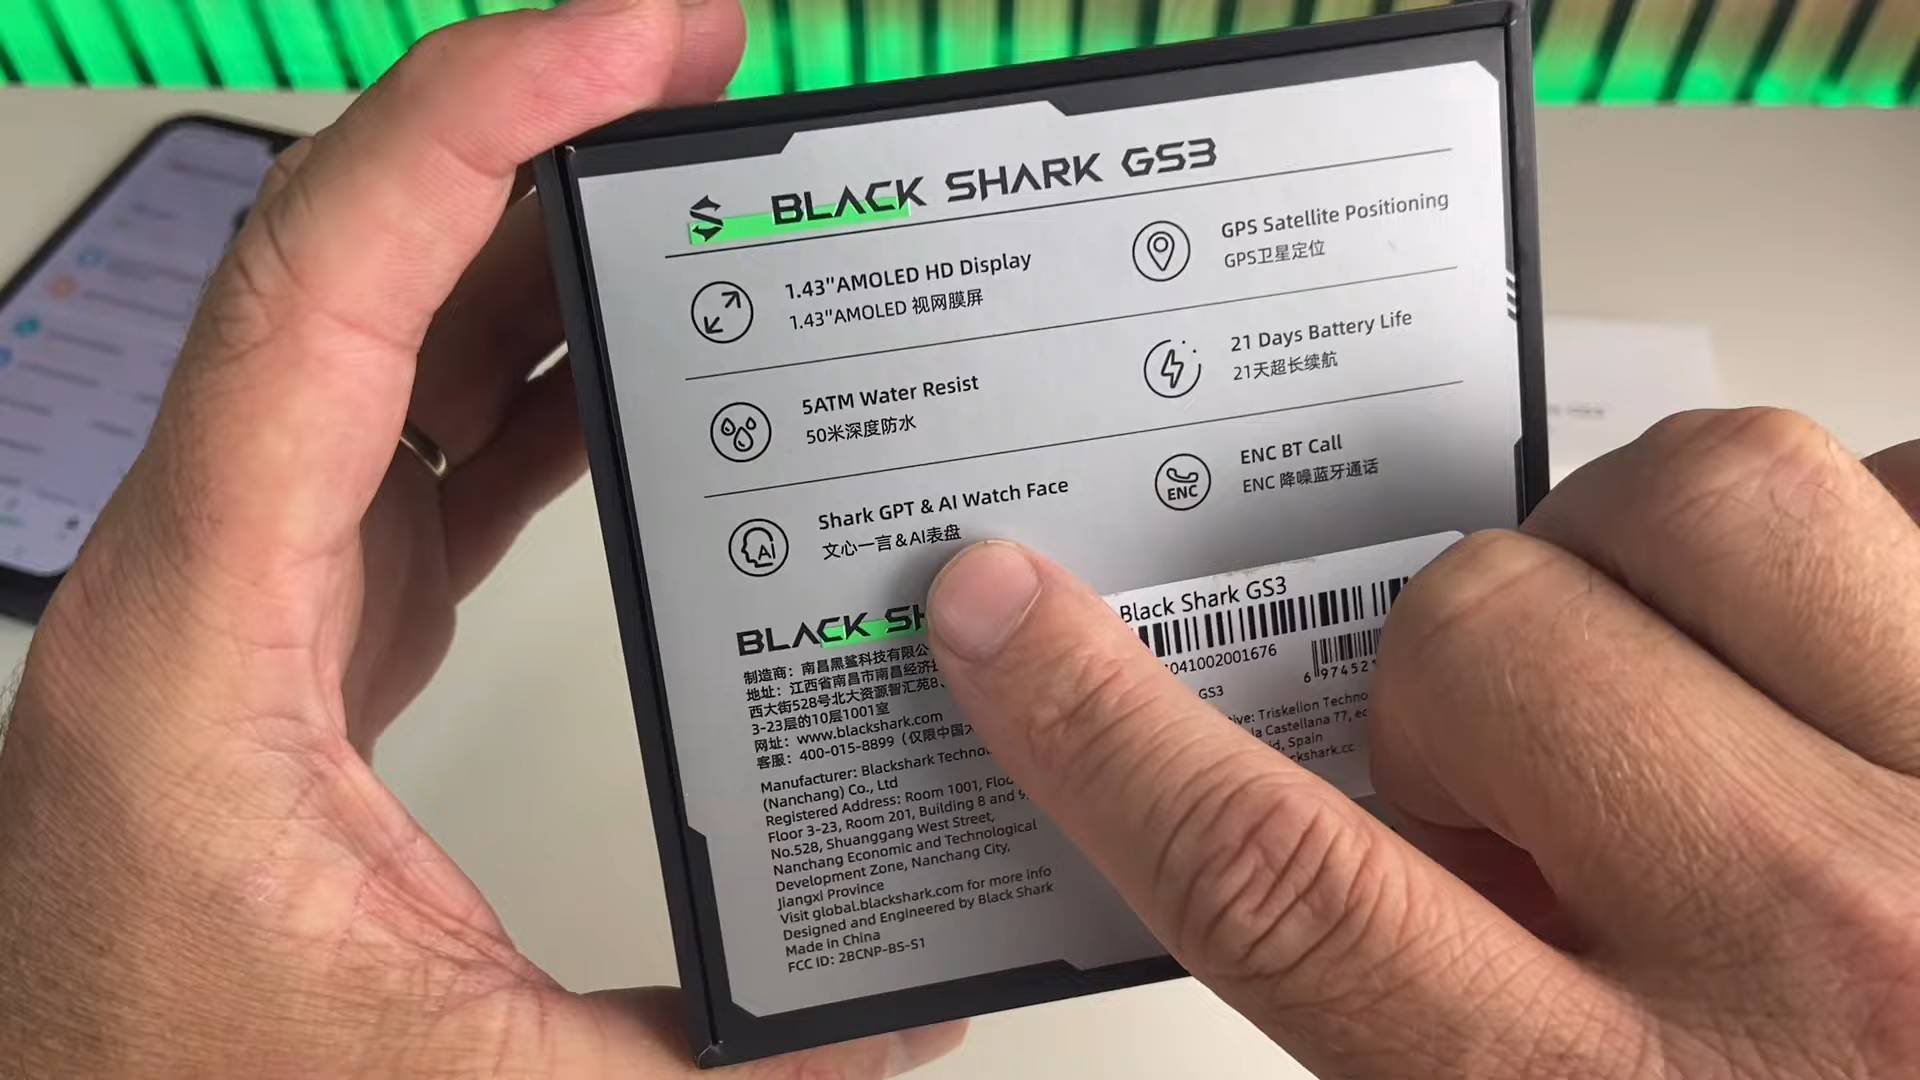 BLACK SHARK GS3
1.43"AMOLED HD Display
1.43"AMOLED 视网膜屏
GPS Satellite Positioning
GPS卫星定位
5ATM Water Resist
50米深度防水
21 Days Battery Life
21天超长续航
Shark GPT & AI Watch Face
文心一言&AI表盘
AI
ENC BT Call
ENC 降噪蓝牙通话
ENC
BLACK SH
制造商：南昌黑鲨科技有限公
地址：江西省南昌市南昌经济
西大街528号北大资源智汇苑8、
3-23层的10层1001室
网址：www.blackshark.com
客服：400-015-8899（仅限中国
Manufacturer: Blackshark Techno
(Nanchang) Co., Ltd
Registered Address: Room 1001, Floo
Floor 3-23, Room 201, Building 8 and 9,
No.528, Shuanggang West Street,
Nanchang Economic and Technological
Development Zone, Nanchang City,
Jiangxi Province
Visit global.blackshark.com for more info
Designed and Engineered by Black Shark
Made in China
FCC ID: 2BCNP-BS-S1
Black Shark GS3
041002001676
6 97452
GS3
ive: Triskelion Techno
la Castellana 77,
id, Spain
ckshark.cc